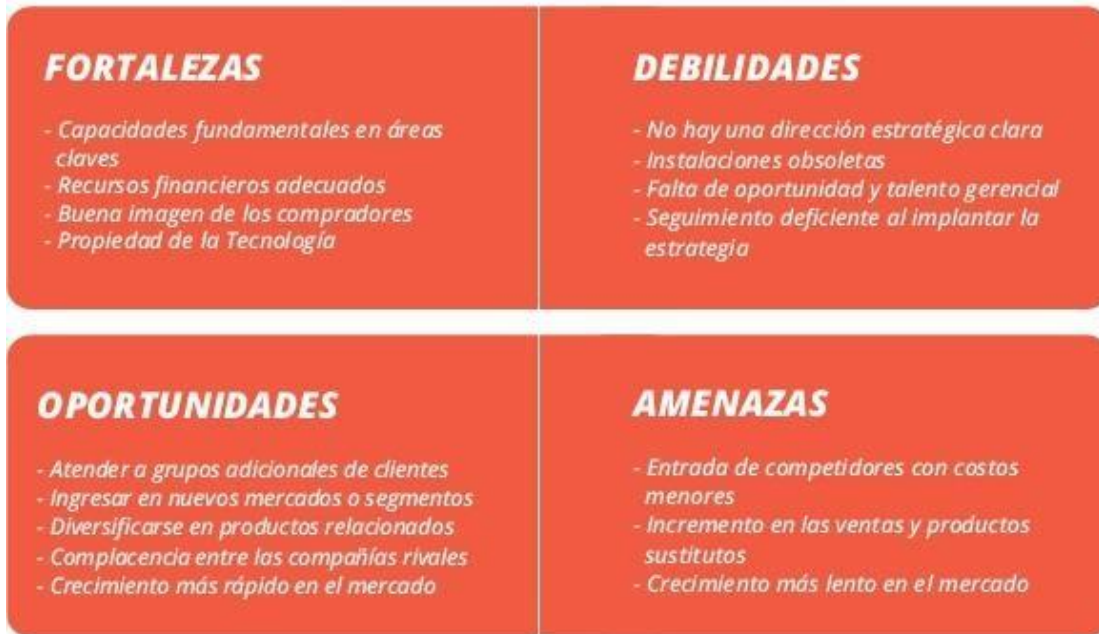 FORTALEZAS
- Capacidades fundamentales en áreas
claves
- Recursos financieros adecuados
- Buena imagen de los compradores
- Propiedad de la Tecnología
DEBILIDADES
- No hay una dirección estratégica clara
- Instalaciones obsoletas
- Falta de oportunidad y talento gerencial
- Seguimiento deficiente al implantar la
estrategia
OPORTUNIDADES
- Atender a grupos adicionales de clientes
- Ingresar en nuevos mercados o segmentos
- Diversificarse en productos relacionados
- Complacencia entre las compañías rivales
- Crecimiento más rápido en el mercado
AMENAZAS
- Entrada de competidores con costos
menores
- Incremento en las ventas y productos
sustitutos
- Crecimiento más lento en el mercado